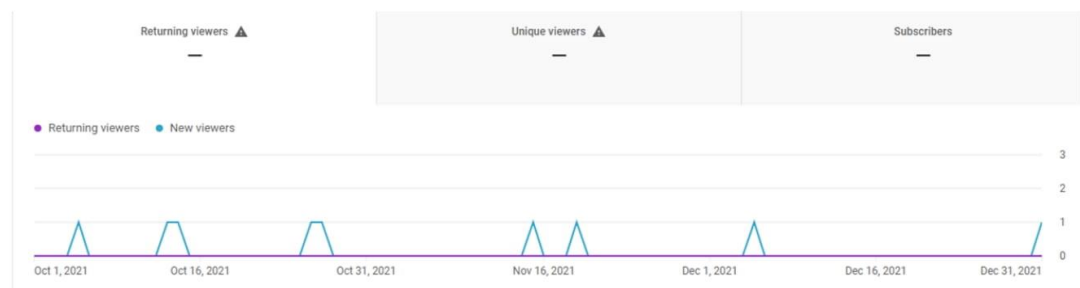 Returning viewers Unique viewers Subscribers
— — —
Returning viewers New viewers
3
2
1
0
Oct 1, 2021 Oct 16, 2021 Oct 31, 2021 Nov 16, 2021 Dec 1, 2021 Dec 16, 2021 Dec 31, 2021